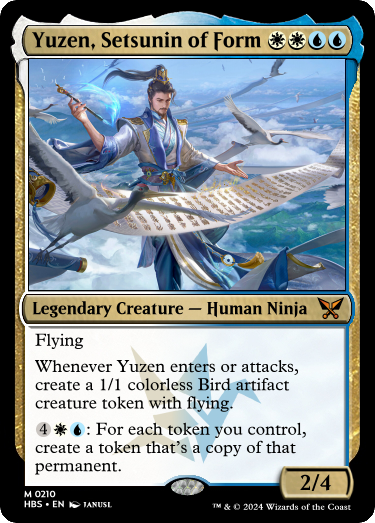 Yuzen, Setsunin of Form
Legendary Creature — Human Ninja
Flying
Whenever Yuzen enters or attacks,
create a 1/1 colorless Bird artifact
creature token with flying.
4 : For each token you control,
create a token that's a copy of that
permanent.
2/4
M 0210
HBS • EN JANUSL
™ & © 2024 Wizards of the Coast